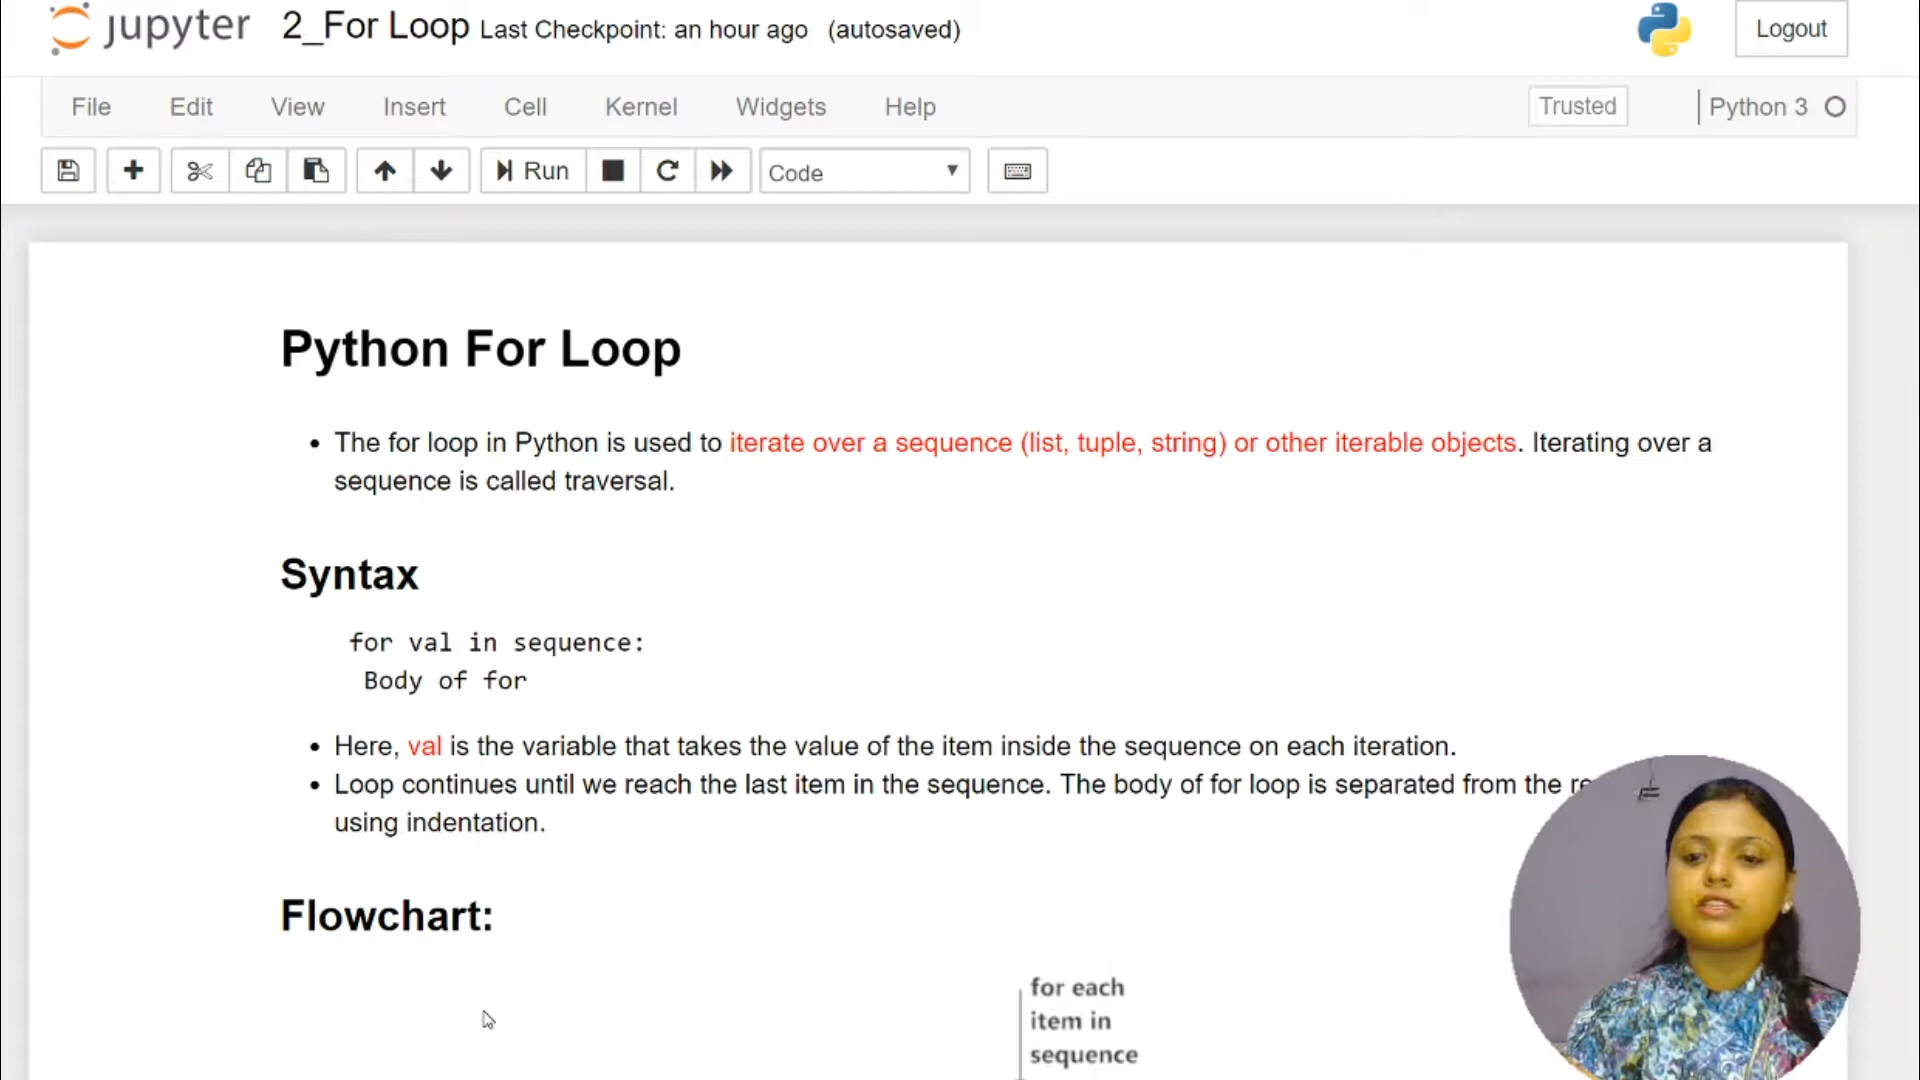 jupyter 2_For Loop Last Checkpoint: an hour ago (autosaved) Logout
File Edit View Insert Cell Kernel Widgets Help Trusted Python 3
Run Code
Python For Loop
• The for loop in Python is used to iterate over a sequence (list, tuple, string) or other iterable objects. Iterating over a
sequence is called traversal.
Syntax
for val in sequence:
Body of for
• Here, val is the variable that takes the value of the item inside the sequence on each iteration.
• Loop continues until we reach the last item in the sequence. The body of for loop is separated from the
using indentation.
Flowchart:
for each
item in
sequence